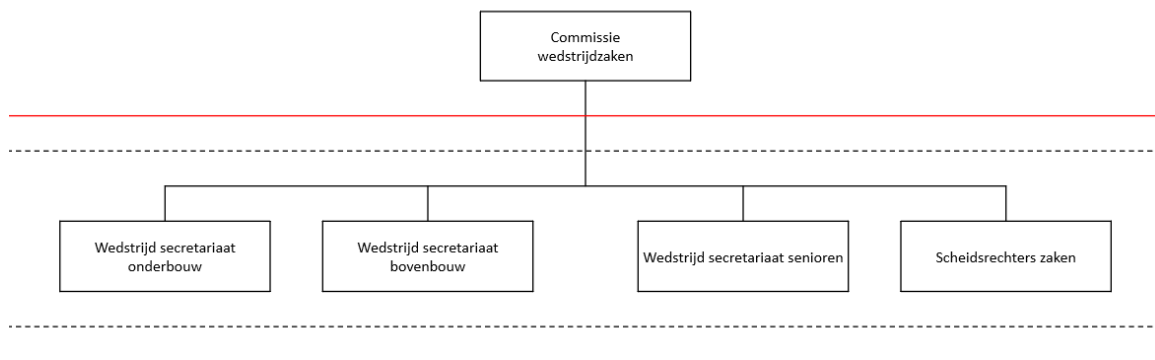 Commissie
wedstrijdzaken
Wedstrijd secretariaat
onderbouw
Wedstrijd secretariaat
bovenbouw
Wedstrijd secretariaat senioren
Scheidsrechters zaken